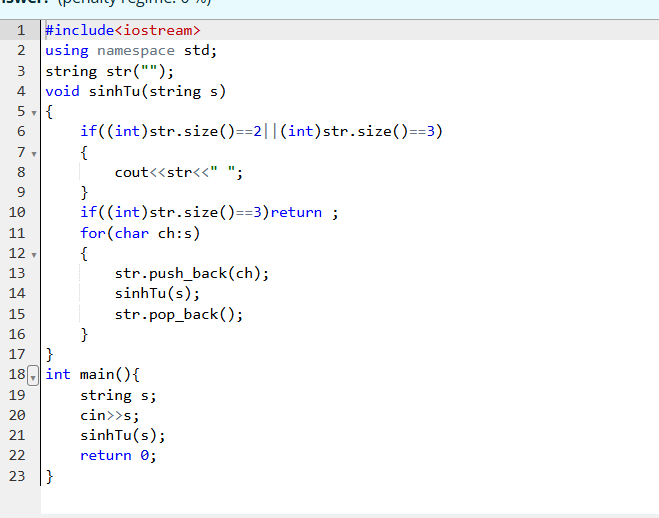 nswer: (penalty regime: 0 %)
1 #include<iostream>
2 using namespace std;
3 string str("");
4 void sinhTu(string s)
5 {
6 if((int)str.size()==2||(int)str.size()==3)
7 {
8 cout<<str<<" ";
9 }
10 if((int)str.size()==3)return ;
11 for(char ch:s)
12 {
13 str.push_back(ch);
14 sinhTu(s);
15 str.pop_back();
16 }
17 }
18 int main(){
19 string s;
20 cin>>s;
21 sinhTu(s);
22 return 0;
23 }